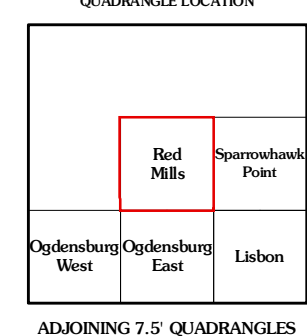 QUADRANGLE LOCATION
Red
Mills
Sparrowhawk
Point
Ogdensburg
West
Ogdensburg
East
Lisbon
ADJOINING 7.5' QUADRANGLES